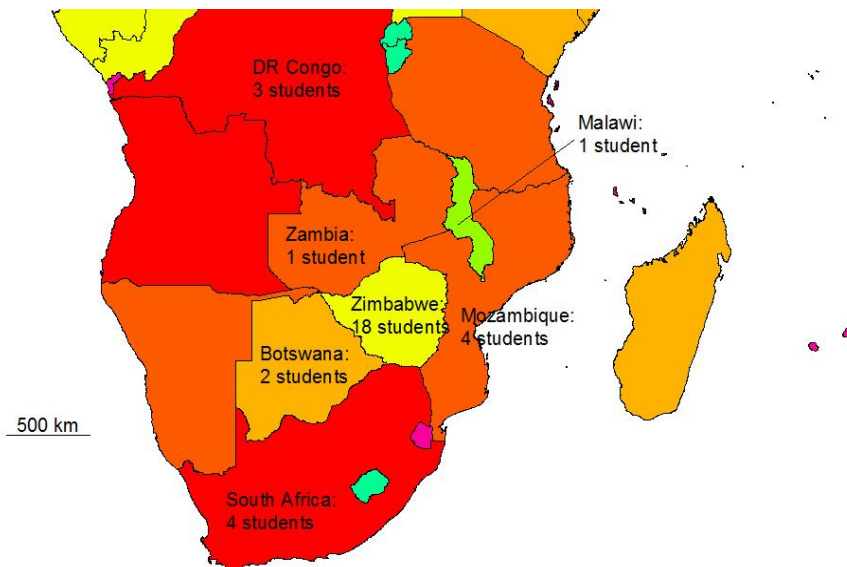 DR Congo:
3 students
Malawi:
1 student
Zambia:
1 student
Zimbabwe:
18 students
Mozambique:
4 students
Botswana:
2 students
500 km
South Africa:
4 students